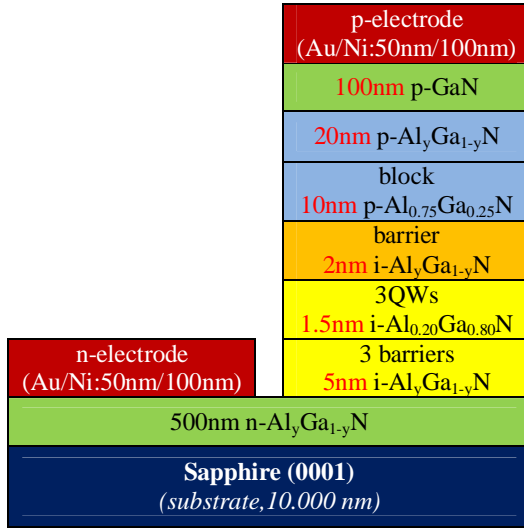 p-electrode
(Au/Ni:50nm/100nm)
100nm p-GaN
20nm p-AlyGa1-yN
block
10nm p-Al0.75Ga0.25N
barrier
2nm i-AlyGa1-yN
3QWs
1.5nm i-Al0.20Ga0.80N
3 barriers
5nm i-AlyGa1-yN
n-electrode
(Au/Ni:50nm/100nm)
500nm n-AlyGa1-yN
Sapphire (0001)
(substrate,10.000 nm)